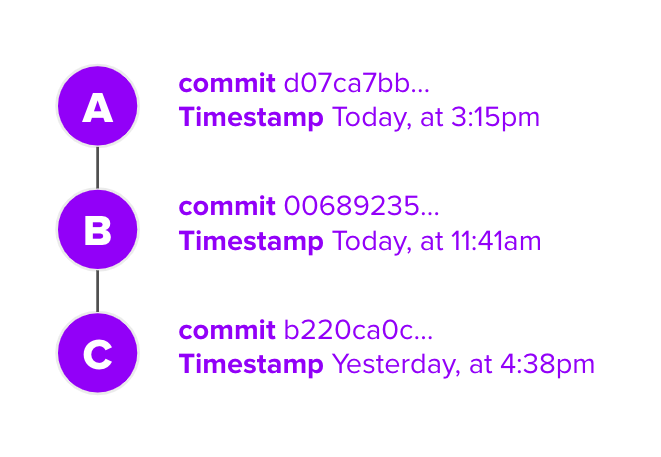 A
commit d07ca7bb...
Timestamp Today, at 3:15pm
B
commit 00689235...
Timestamp Today, at 11:41am
C
commit b220ca0c...
Timestamp Yesterday, at 4:38pm